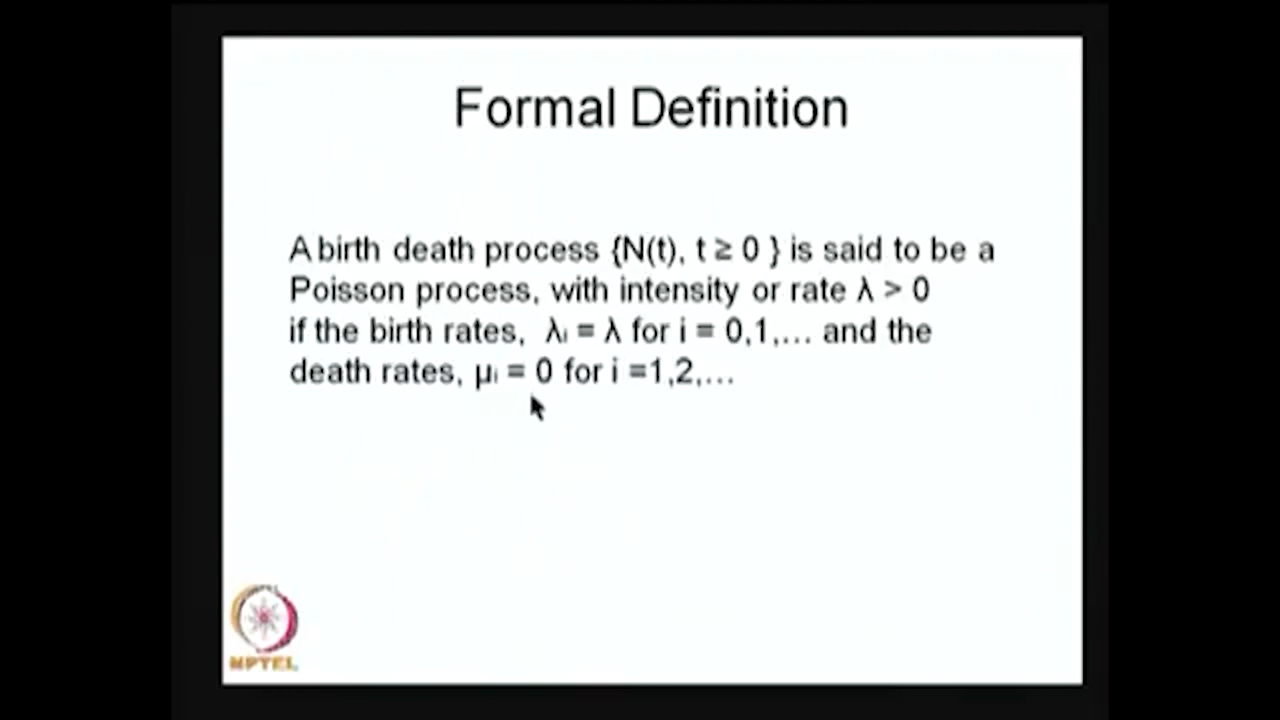 Formal Definition
A birth death process {N(t), t ≥ 0 } is said to be a
Poisson process, with intensity or rate λ > 0
if the birth rates, λᵢ = λ for i = 0,1,... and the
death rates, μᵢ = 0 for i =1,2,...
NPTEL